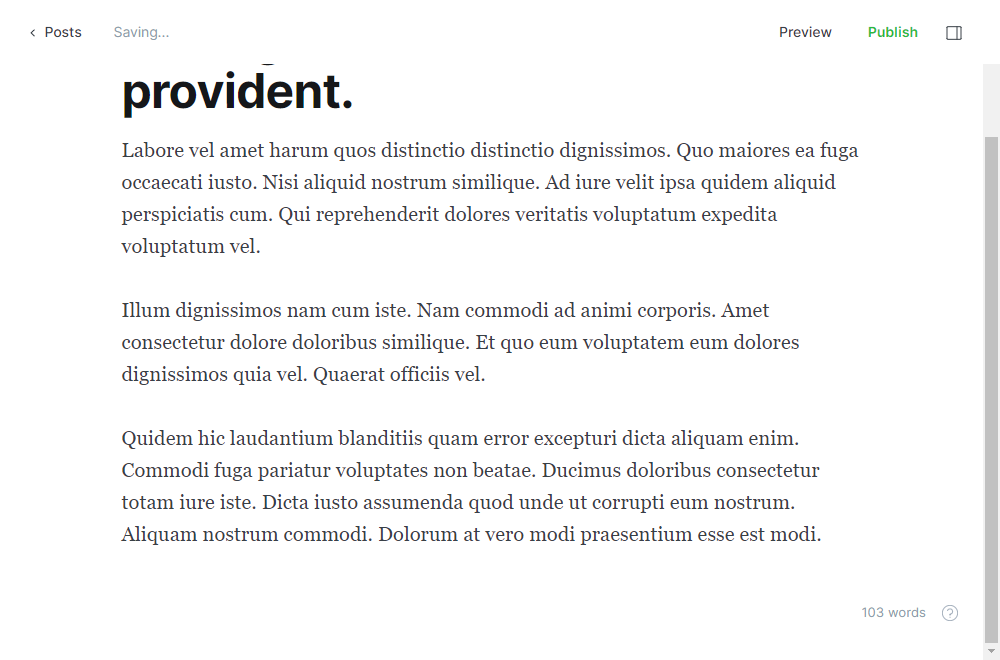 Posts
Saving...
Preview
Publish
provident.
Labore vel amet harum quos distinctio distinctio dignissimos. Quo maiores ea fuga
occaecati iusto. Nisi aliquid nostrum similique. Ad iure velit ipsa quidem aliquid
perspiciatis cum. Qui reprehenderit dolores veritatis voluptatum expedita
voluptatum vel.
Illum dignissimos nam cum iste. Nam commodi ad animi corporis. Amet
consectetur dolore doloribus similique. Et quo eum voluptatem eum dolores
dignissimos quia vel. Quaerat officiis vel.
Quidem hic laudantium blanditiis quam error excepturi dicta aliquam enim.
Commodi fuga pariatur voluptates non beatae. Ducimus doloribus consectetur
totam iure iste. Dicta iusto assumenda quod unde ut corrupti eum nostrum.
Aliquam nostrum commodi. Dolorum at vero modi praesentium esse est modi.
103 words